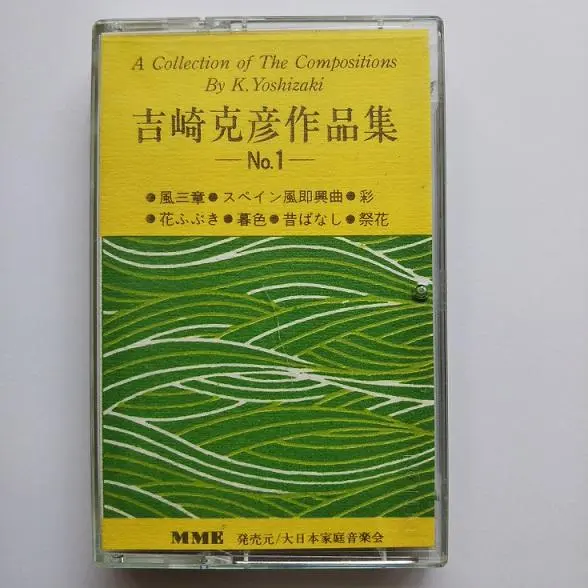 A Collection of The Compositions
By K.Yoshizaki
吉崎克彦作品集
—No.1—
●風三章●スペイン風即興曲●彩
●花ふぶき●暮色●昔ばなし●祭花
MME 発売元/大日本家庭音楽会